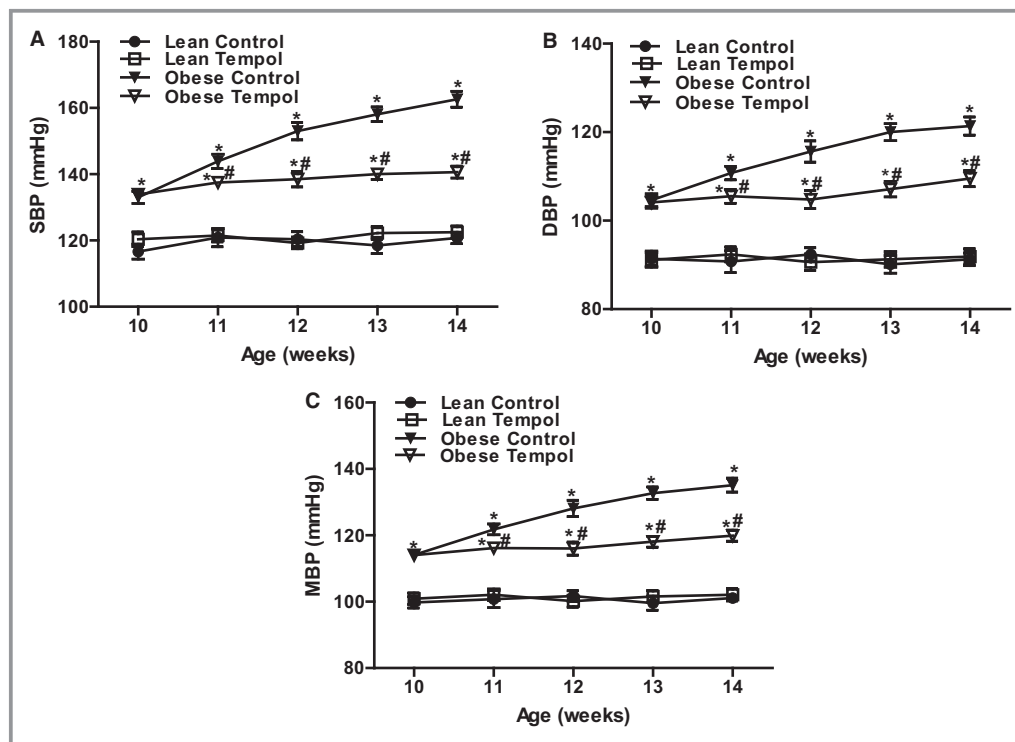 A
180
160
140
120
100
SBP (mmHg)
Lean Control
Lean Tempol
Obese Control
Obese Tempol
* * * * *
*# *# *# *#
10 11 12 13 14
Age (weeks)
B
140
120
100
80
DBP (mmHg)
Lean Control
Lean Tempol
Obese Control
Obese Tempol
* * * * *
*# *# *# *#
10 11 12 13 14
Age (weeks)
C
160
140
120
100
80
MBP (mmHg)
Lean Control
Lean Tempol
Obese Control
Obese Tempol
* * * * *
*# *# *# *#
10 11 12 13 14
Age (weeks)